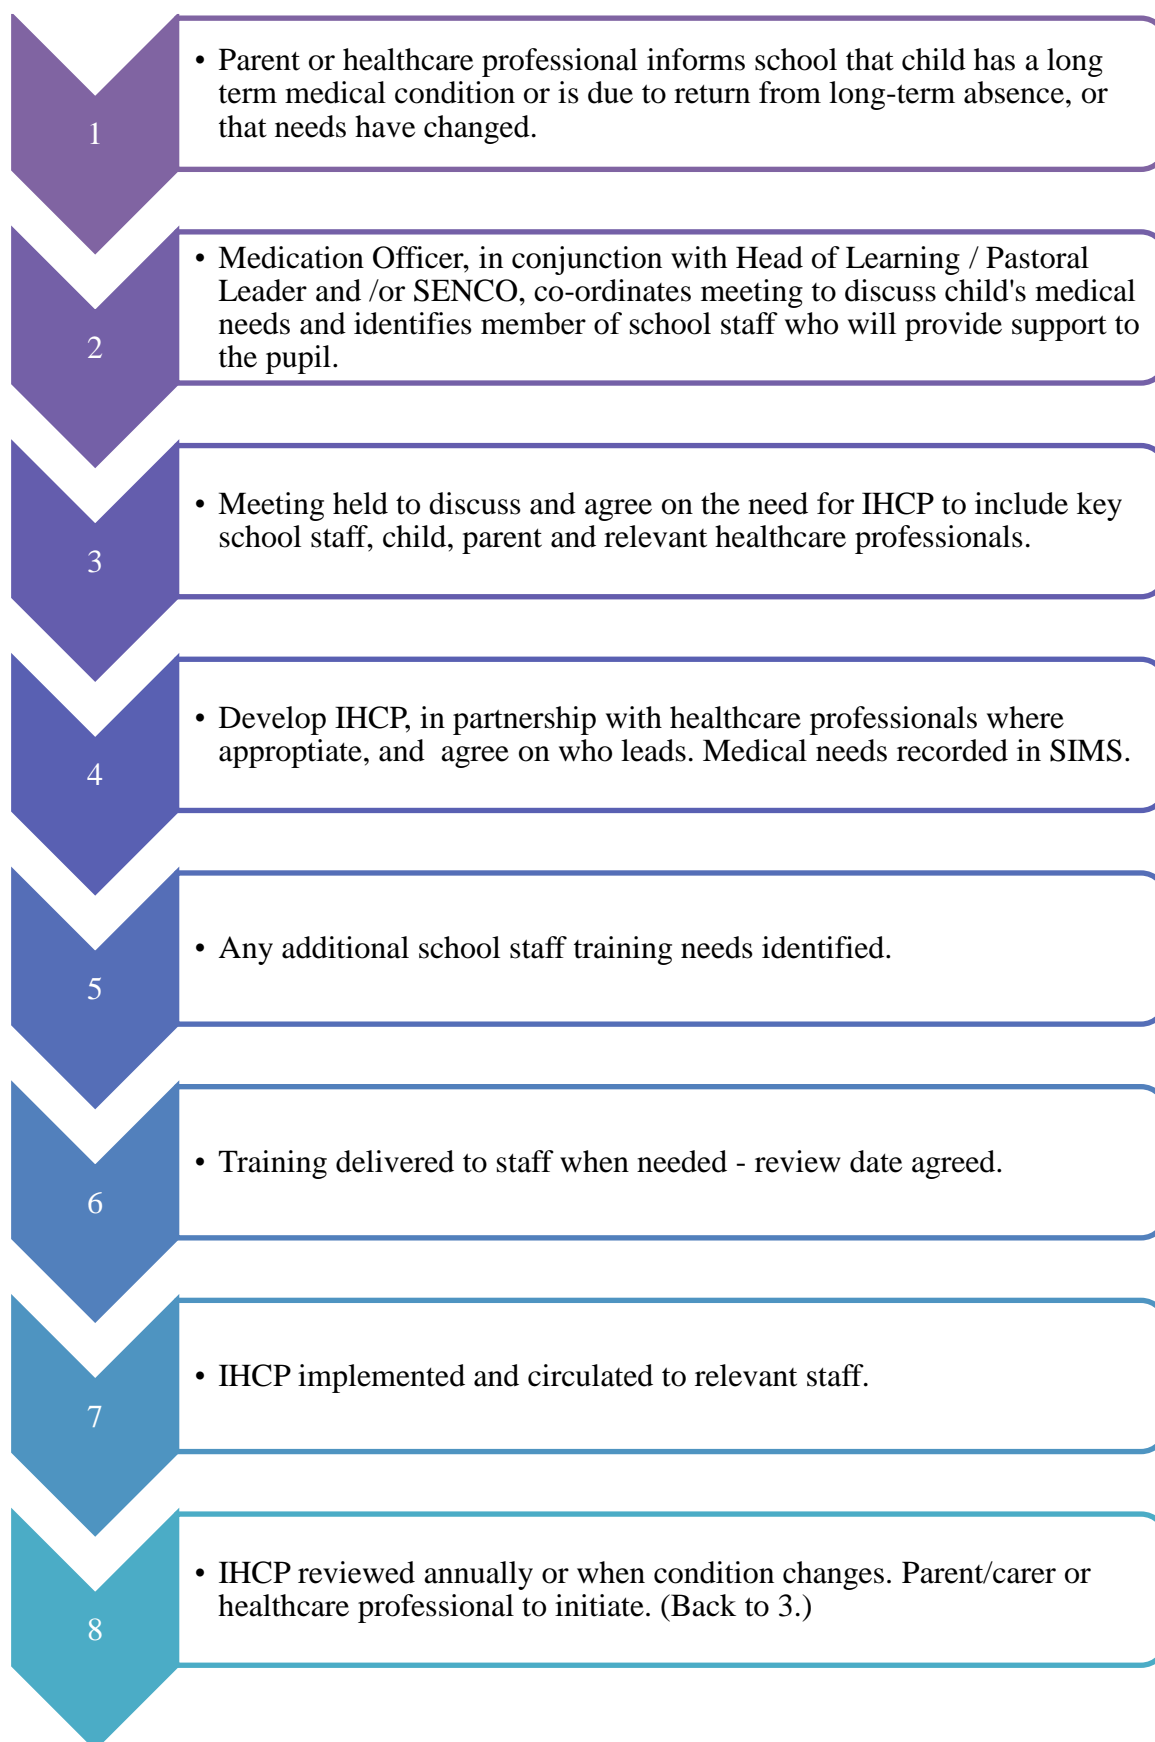 1
• Parent or healthcare professional informs school that child has a long
term medical condition or is due to return from long-term absence, or
that needs have changed.
2
• Medication Officer, in conjunction with Head of Learning / Pastoral
Leader and /or SENCO, co-ordinates meeting to discuss child's medical
needs and identifies member of school staff who will provide support to
the pupil.
3
• Meeting held to discuss and agree on the need for IHCP to include key
school staff, child, parent and relevant healthcare professionals.
4
• Develop IHCP, in partnership with healthcare professionals where
approptiate, and  agree on who leads. Medical needs recorded in SIMS.
5
• Any additional school staff training needs identified.
6
• Training delivered to staff when needed - review date agreed.
7
• IHCP implemented and circulated to relevant staff.
8
• IHCP reviewed annually or when condition changes. Parent/carer or
healthcare professional to initiate. (Back to 3.)